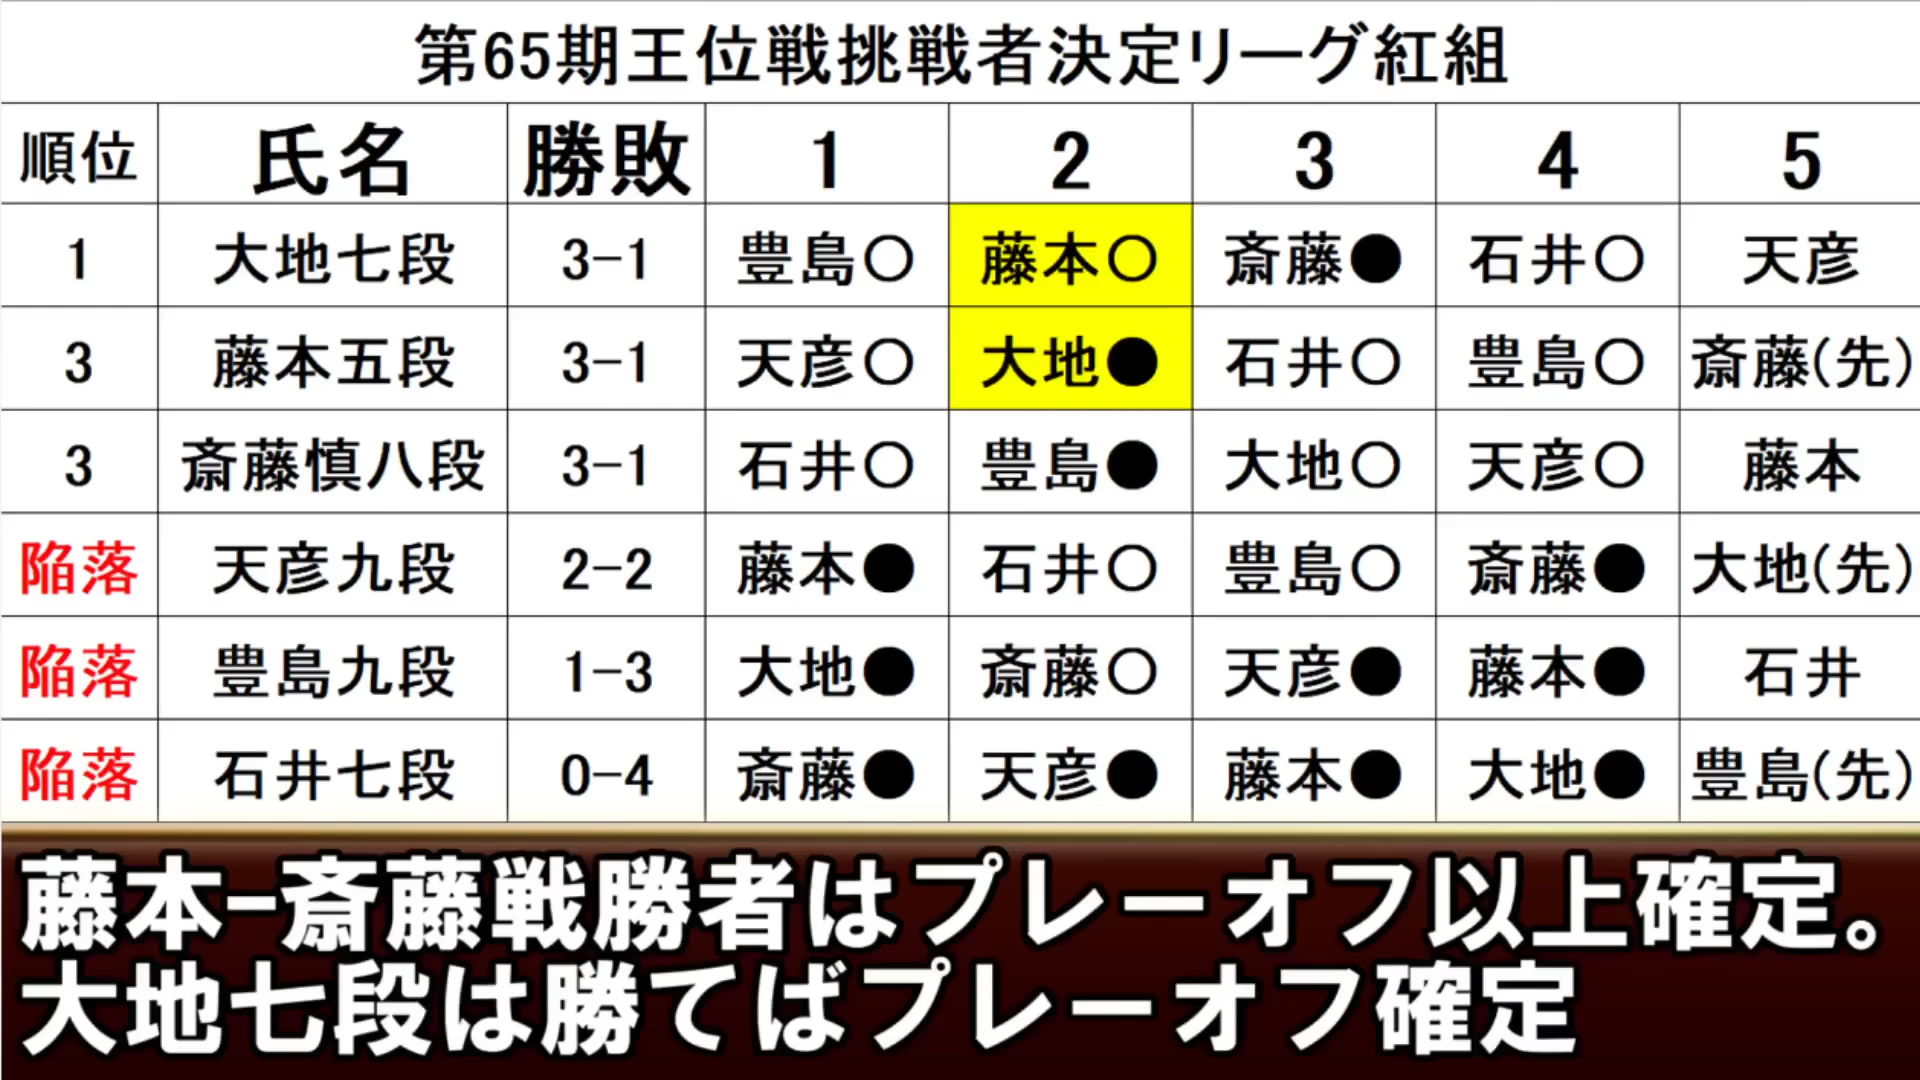 第65期王位戦挑戦者決定リーグ紅組
順位 氏名 勝敗 1 2 3 4 5
1 大地七段 3-1 豊島○ 藤本○ 斎藤● 石井○ 天彦
3 藤本五段 3-1 天彦○ 大地● 石井○ 豊島○ 斎藤(先)
3 斎藤慎八段 3-1 石井○ 豊島● 大地○ 天彦○ 藤本
陥落 天彦九段 2-2 藤本● 石井○ 豊島○ 斎藤● 大地(先)
陥落 豊島九段 1-3 大地● 斎藤○ 天彦● 藤本● 石井
陥落 石井七段 0-4 斎藤● 天彦● 藤本● 大地● 豊島(先)
藤本-斎藤戦勝者はプレーオフ以上確定。
大地七段は勝てばプレーオフ確定